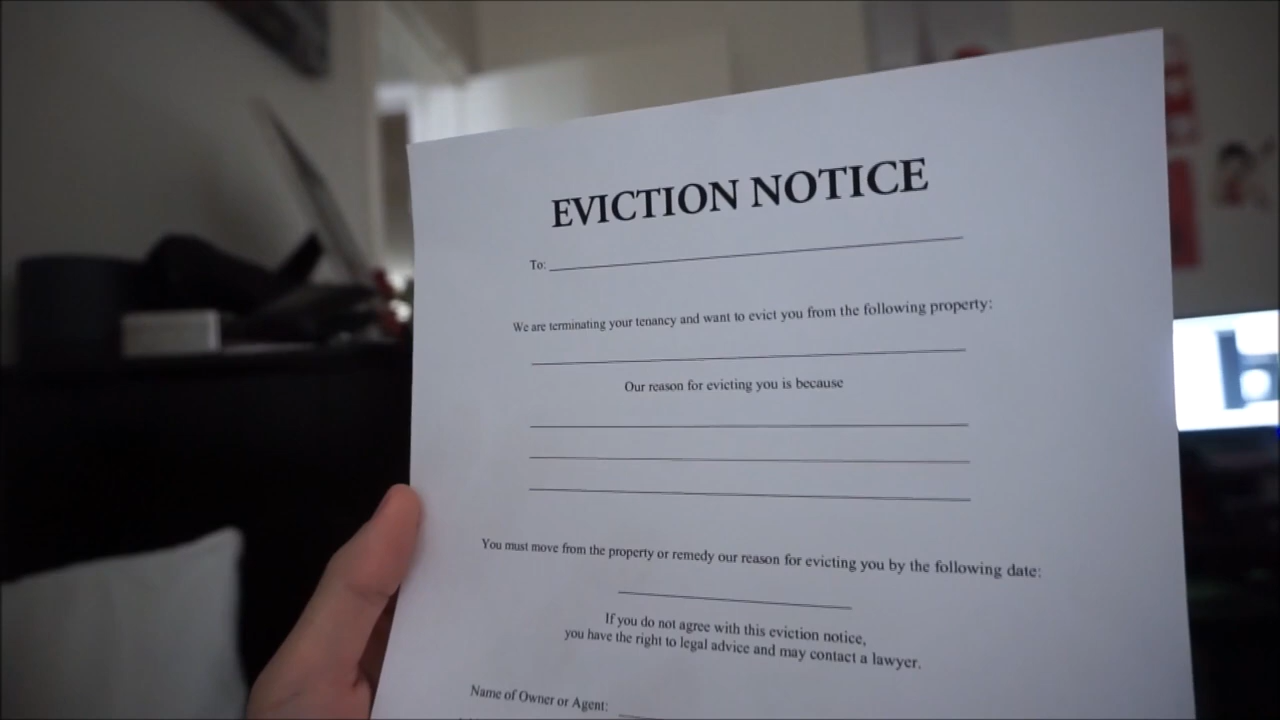 EVICTION NOTICE
To:
We are terminating your tenancy and want to evict you from the following property:
Our reason for evicting you is because
You must move from the property or remedy our reason for evicting you by the following date:
If you do not agree with this eviction notice,
you have the right to legal advice and may contact a lawyer.
Name of Owner or Agent: